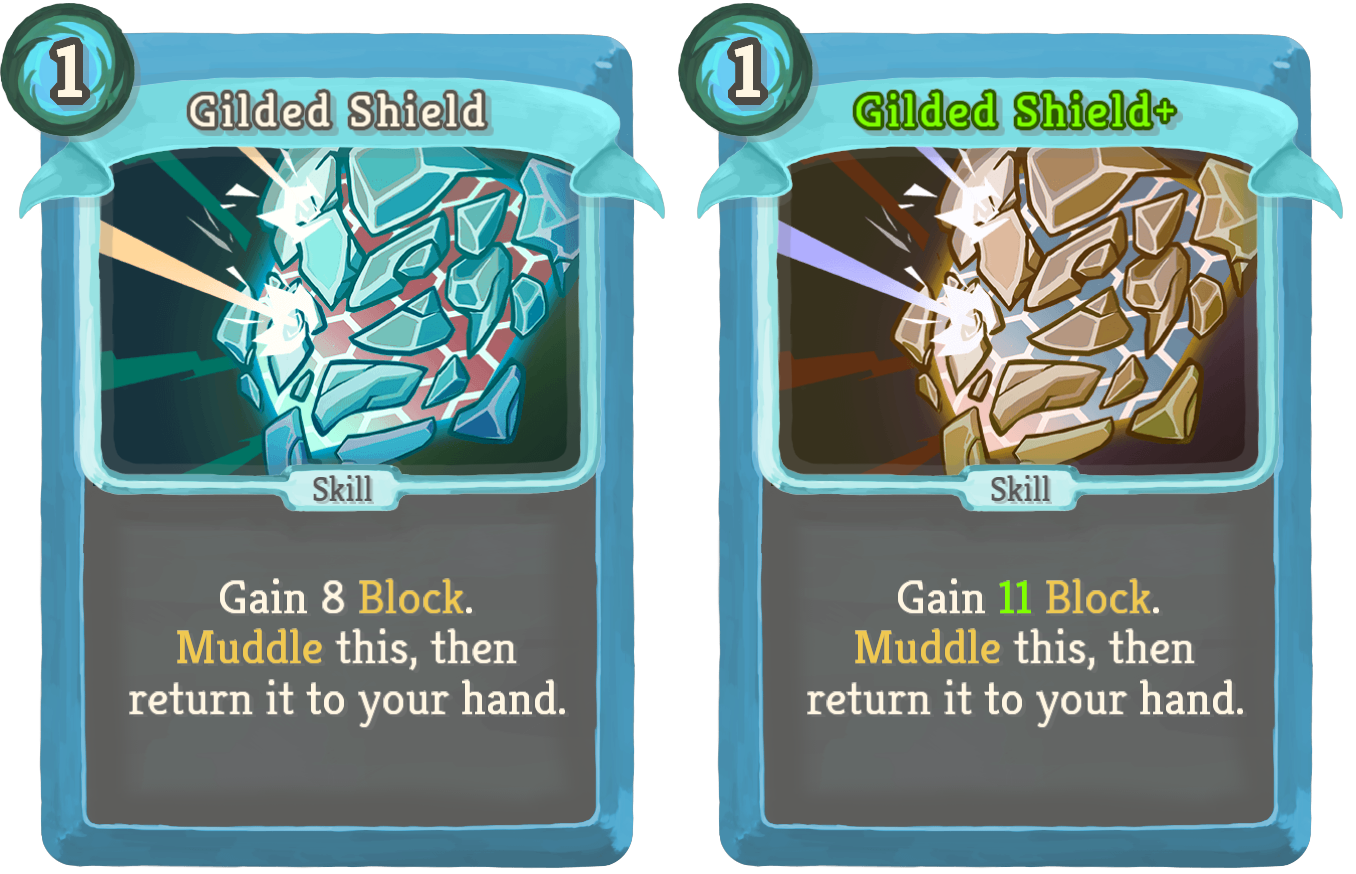 1
Gilded Shield
Skill
Gain 8 Block.
Muddle this, then
return it to your hand.
1
Gilded Shield+
Skill
Gain 11 Block.
Muddle this, then
return it to your hand.